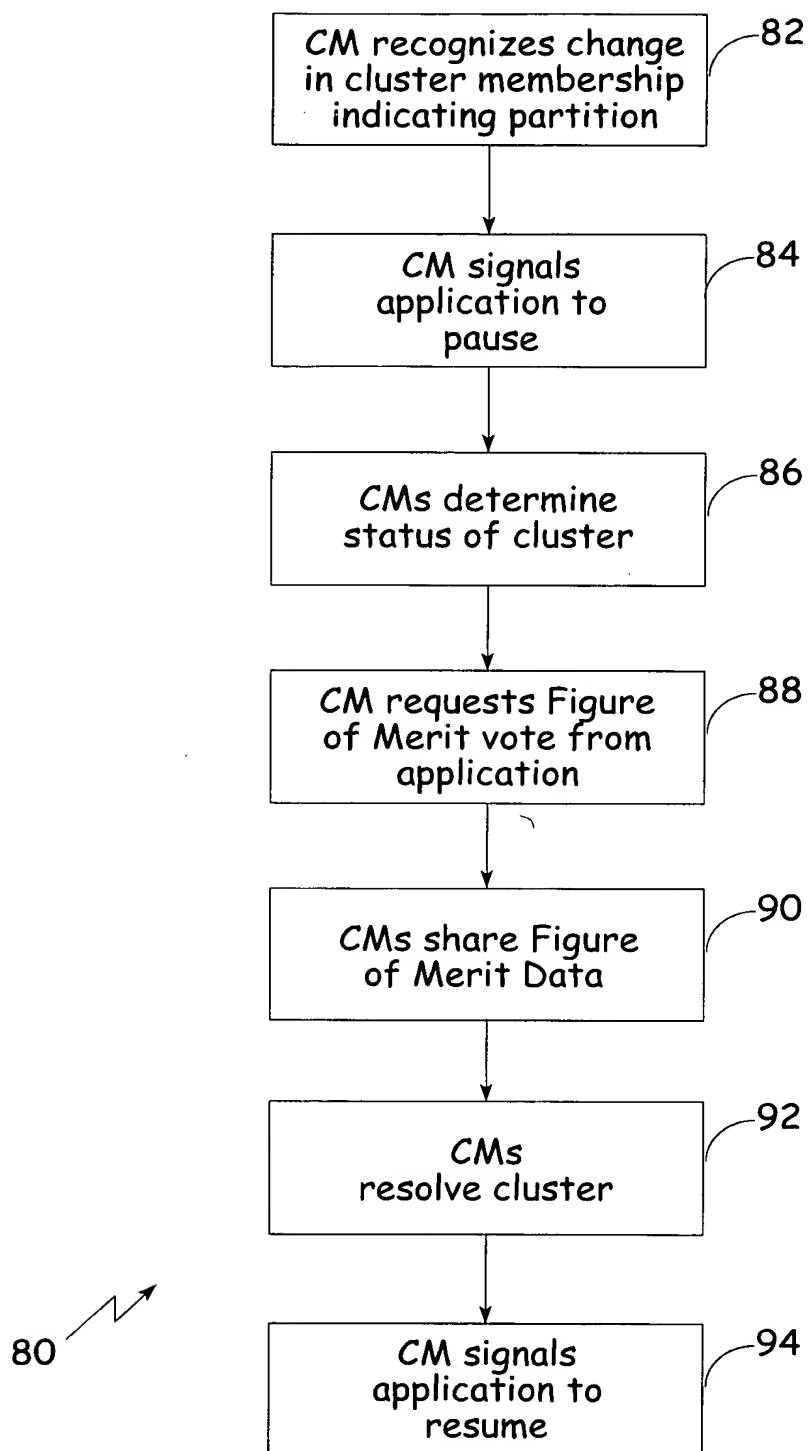 CM recognizes change
in cluster membership
indicating partition
82
CM signals
application to
pause
84
CMs determine
status of cluster
86
CM requests Figure
of Merit vote from
application
88
CMs share Figure
of Merit Data
90
CMs
resolve cluster
92
CM signals
application to
resume
94
80